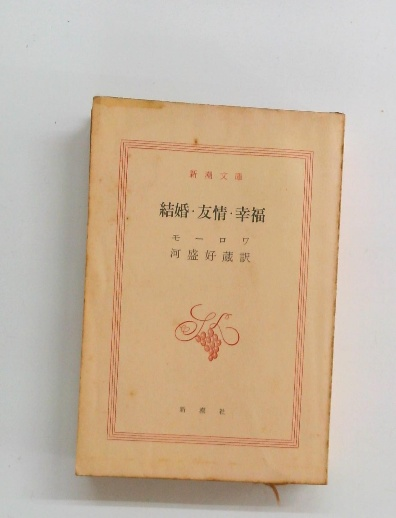 新潮文庫
結婚・友情・幸福
モーロワ
河盛好蔵訳
新潮社